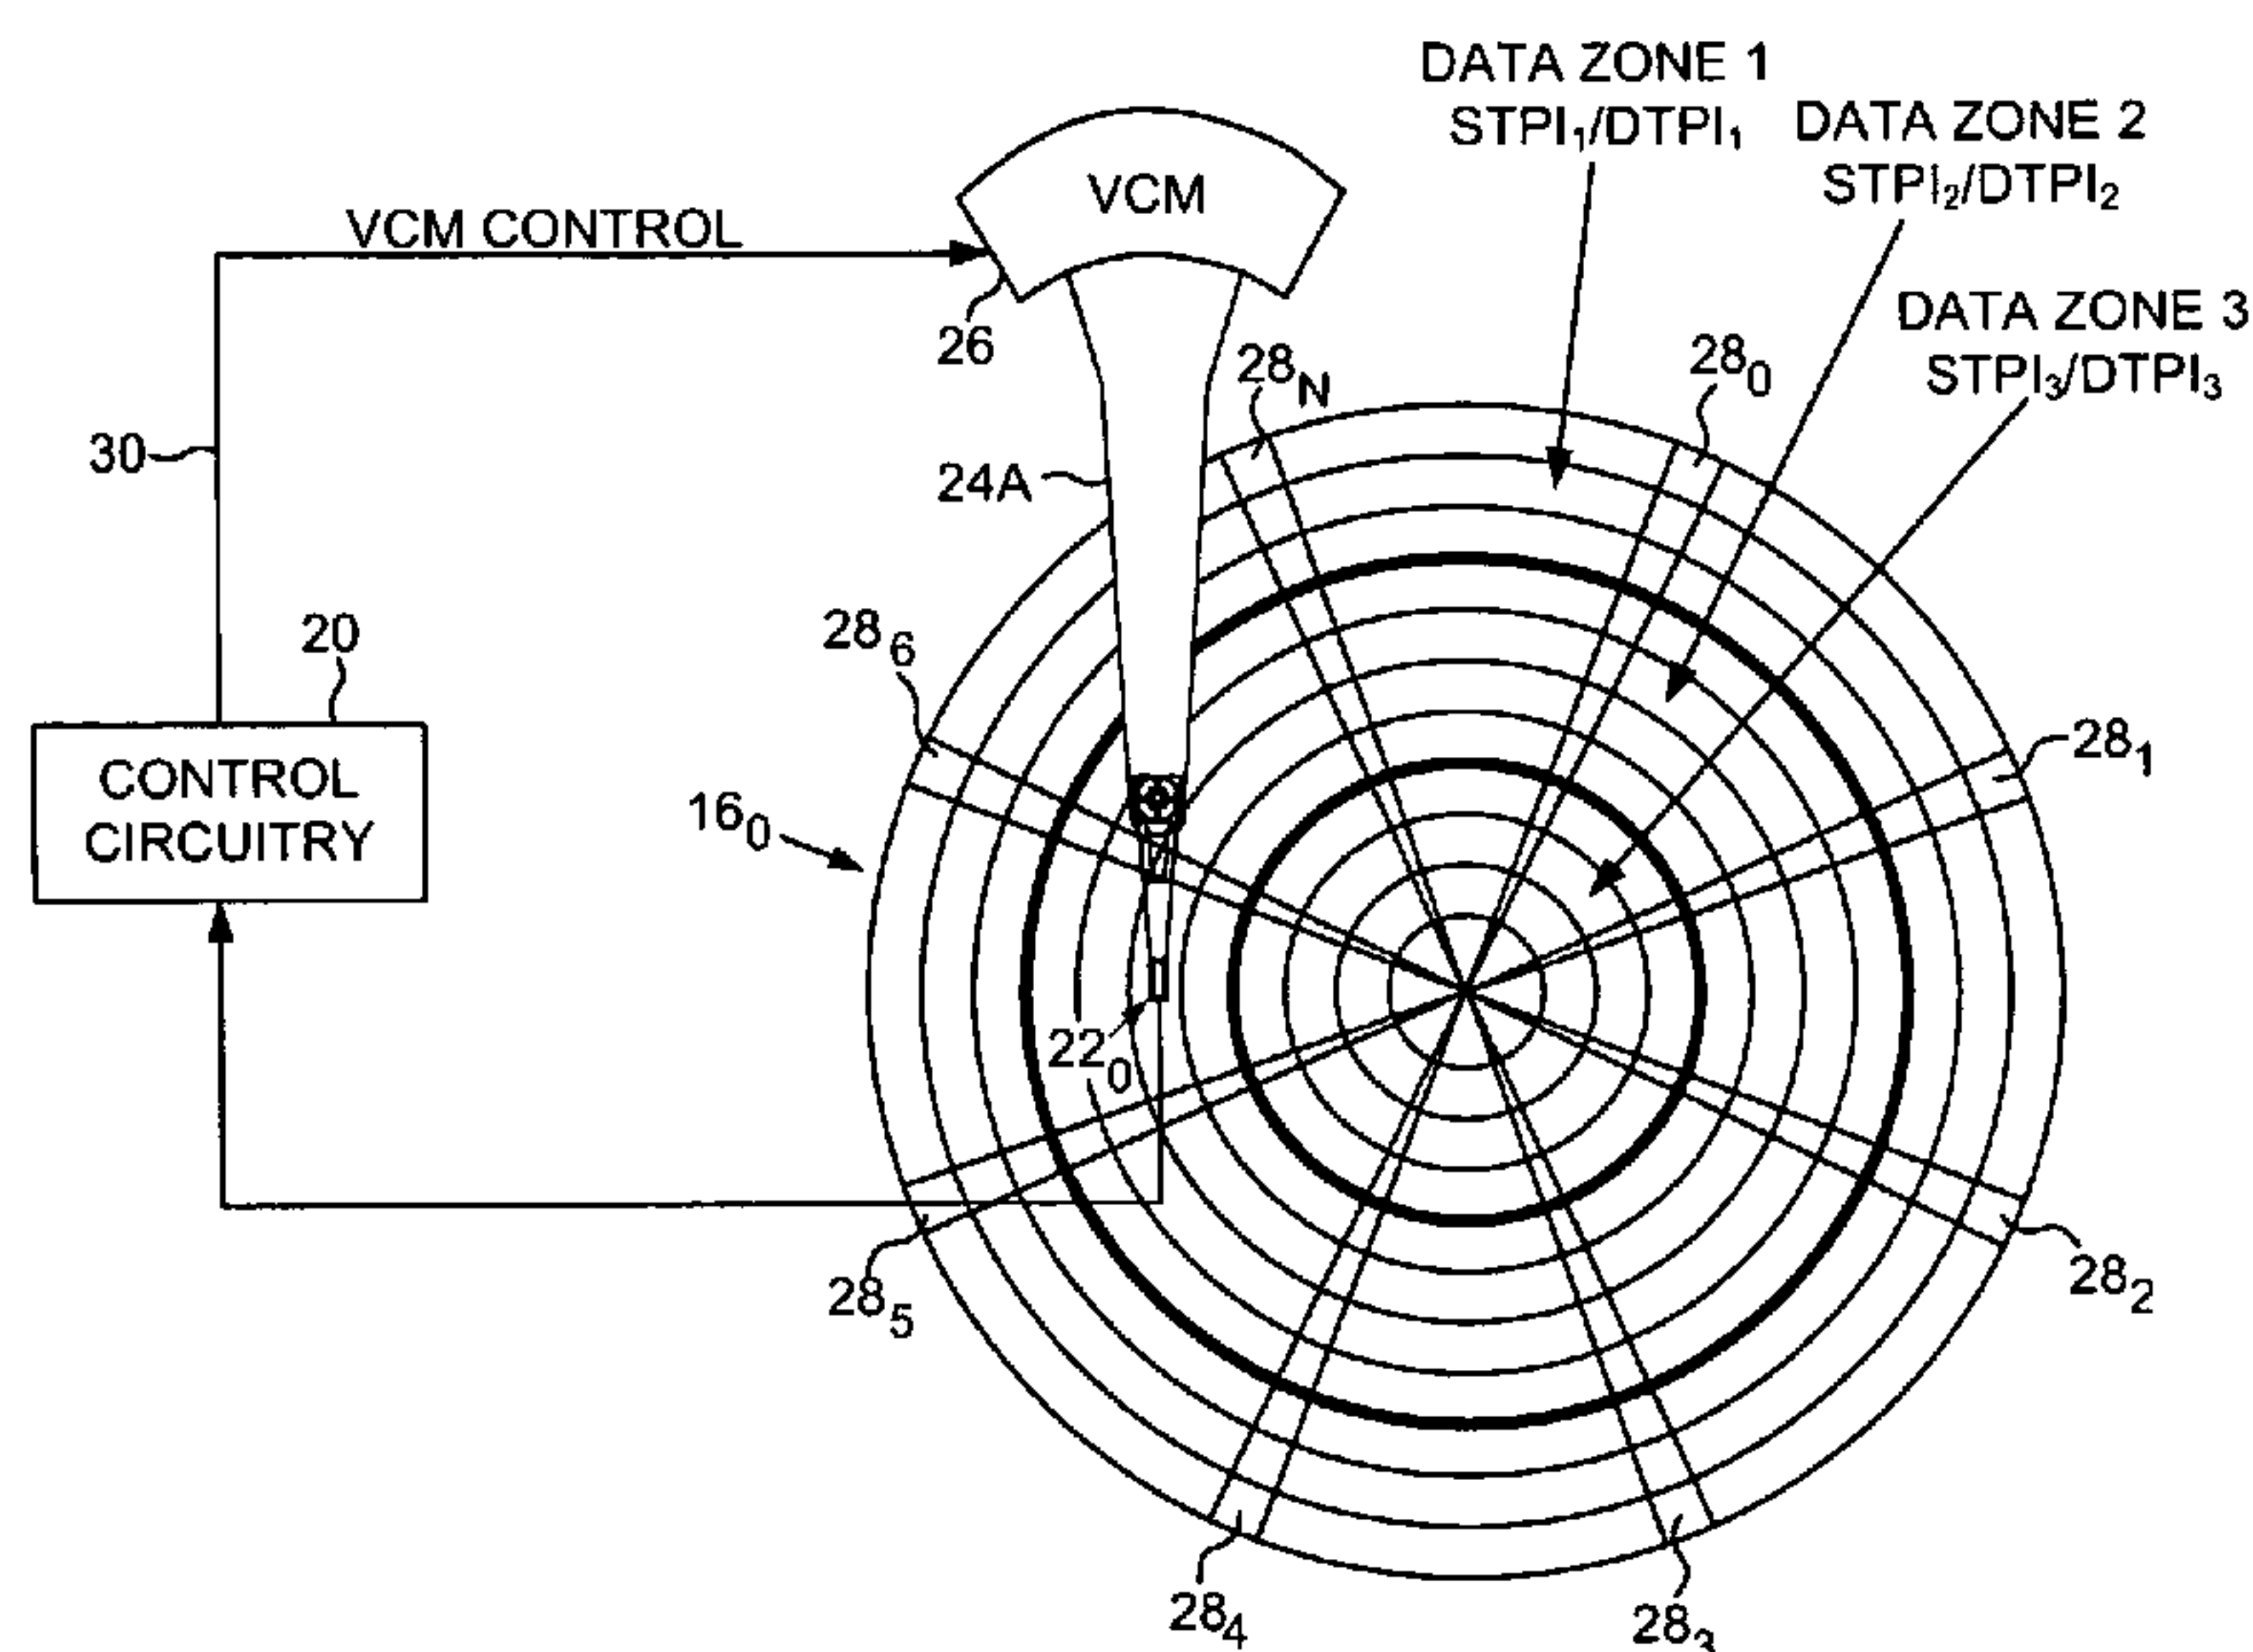 DATA ZONE 1
STPI₁/DTPI₁
DATA ZONE 2
STPI₂/DTPI₂
VCM
VCM CONTROL
DATA ZONE 3
STPI₃/DTPI₃
26
28N
28₀
30
24A
20
28₆
28₁
CONTROL
CIRCUITRY
16₀
22₀
28₅
28₂
28₄
28₃